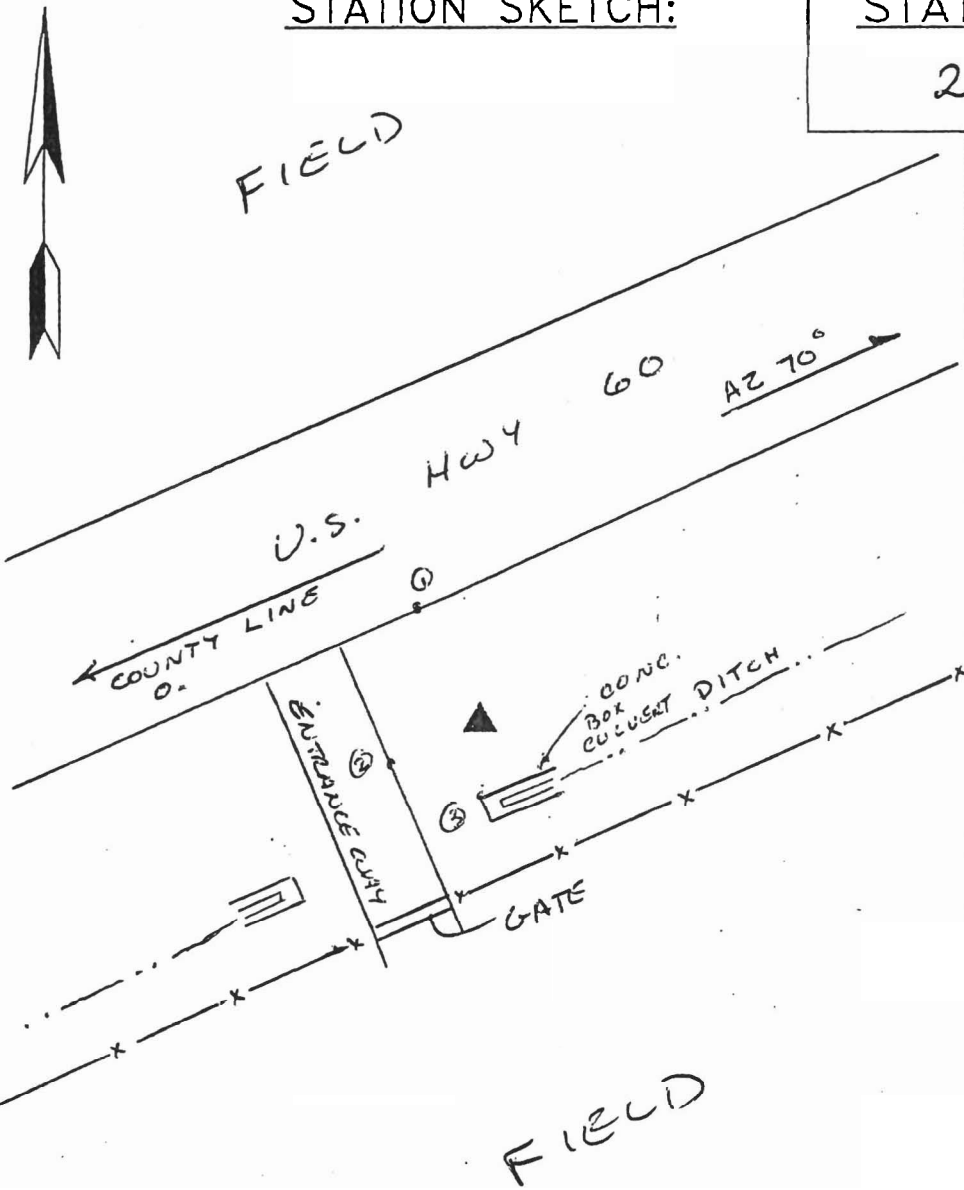 STATION SKETCH:
STAT
2
FIELD
U.S. HWY 60
AZ 70°
COUNTY LINE
①
②
③
ENTRANCE WAY
CONC.
BOX
CULVERT
DITCH
GATE
FIELD